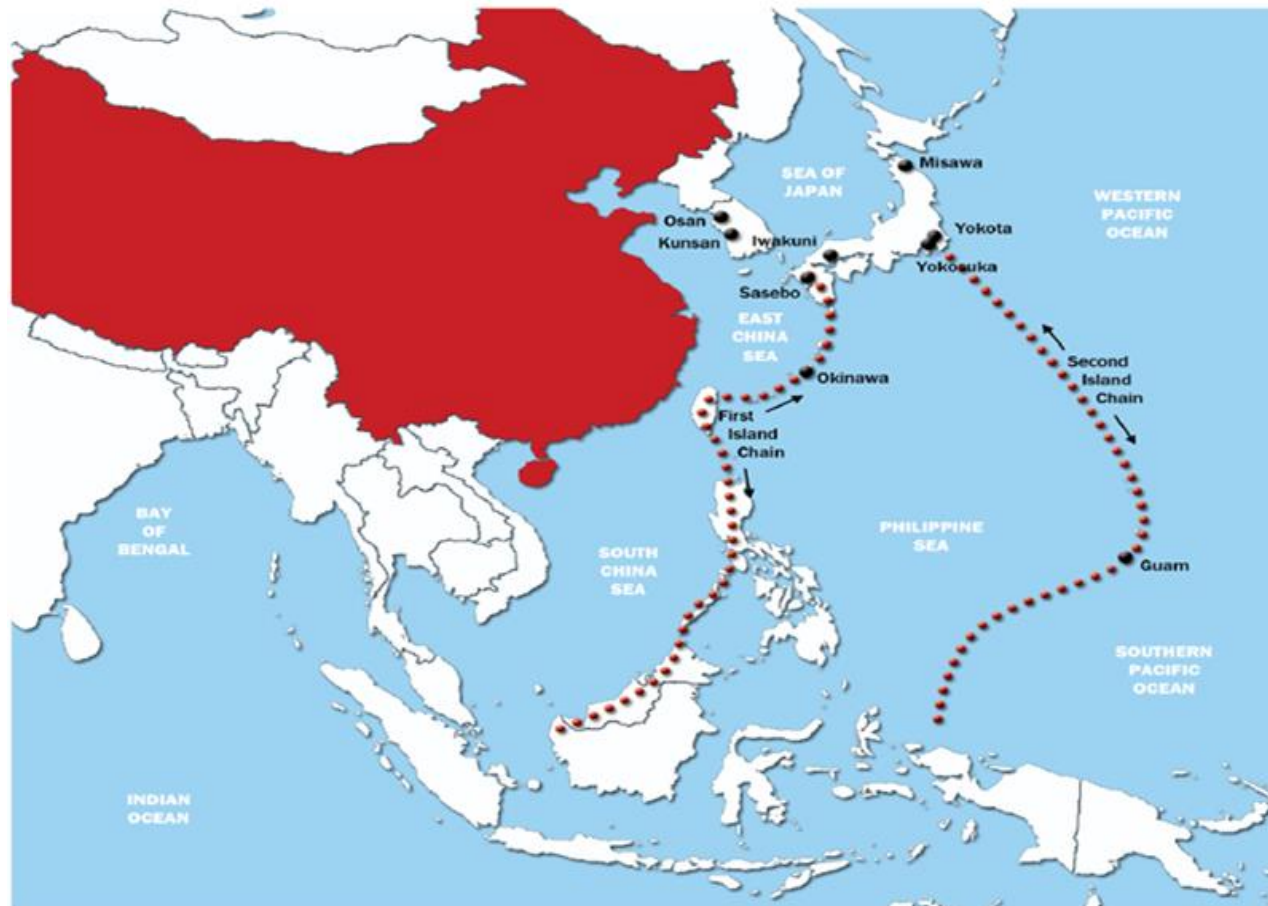 Misawa
SEA OF
JAPAN
WESTERN
PACIFIC
OCEAN
Osan
Kunsan
Iwakuni
Yokota
Yokosuka
Sasebo
EAST
CHINA
SEA
Second
Island
Chain
Okinawa
First
Island
Chain
BAY
OF
BENGAL
PHILIPPINE
SEA
SOUTH
CHINA
SEA
Guam
SOUTHERN
PACIFIC
OCEAN
INDIAN
OCEAN